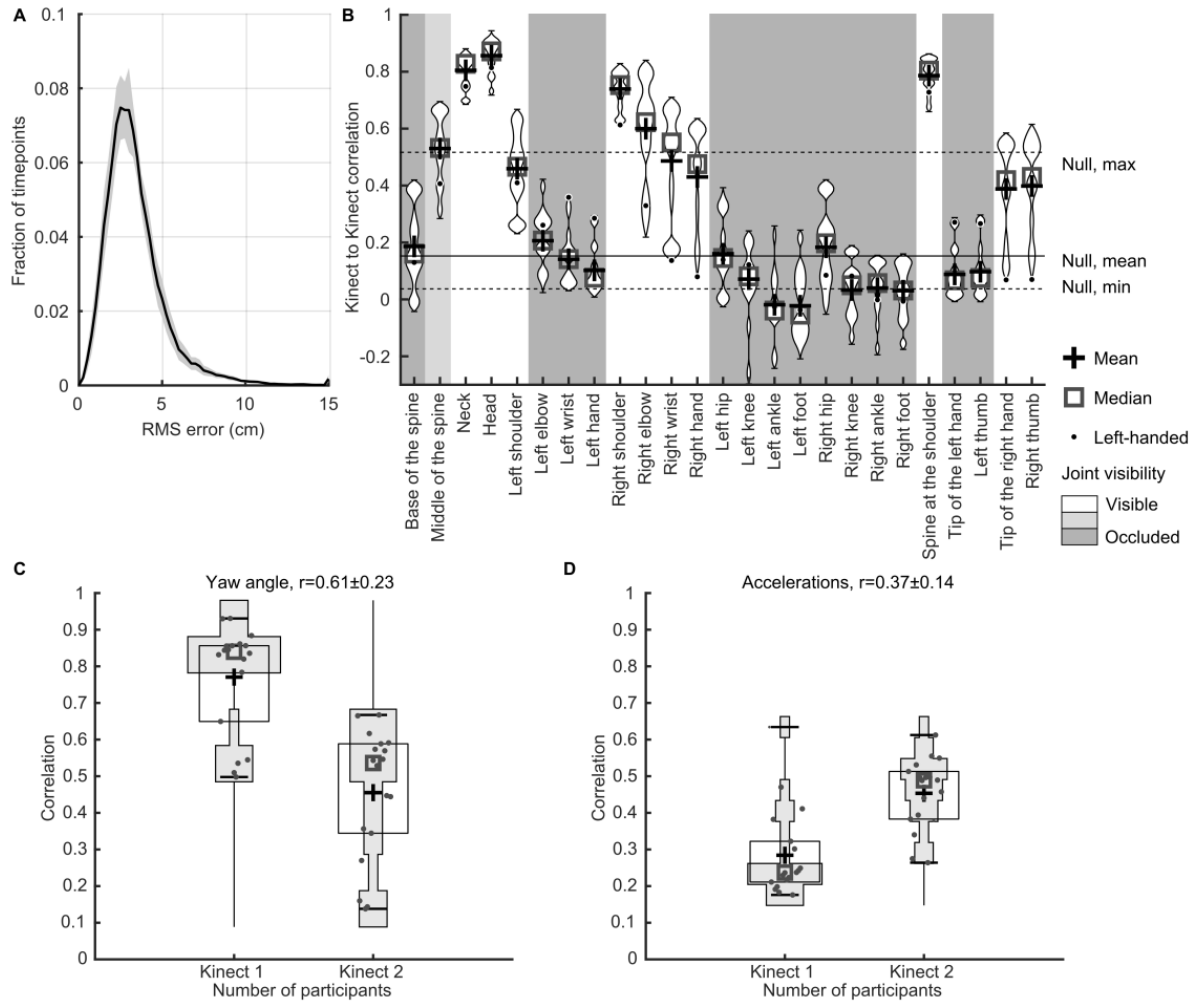 A
0.1
0.08
0.06
0.04
0.02
0
Fraction of timepoints
0
5
10
15
RMS error (cm)
B
0.8
0.6
0.4
0.2
0
-0.2
Kinect to Kinect correlation
Null, max
Null, mean
Null, min
Mean
Median
Left-handed
Joint visibility
Visible
Occluded
Base of the spine
Middle of the spine
Neck
Head
Left shoulder
Left elbow
Left wrist
Left hand
Right shoulder
Right elbow
Right wrist
Right hand
Left hip
Left knee
Left ankle
Left foot
Right hip
Right knee
Right ankle
Right foot
Spine at the shoulder
Tip of the left hand
Left thumb
Tip of the right hand
Right thumb
C
Yaw angle, r=0.61±0.23
1
0.9
0.8
0.7
0.6
0.5
0.4
0.3
0.2
0.1
0
Correlation
Kinect 1
Kinect 2
Number of participants
D
Accelerations, r=0.37±0.14
1
0.9
0.8
0.7
0.6
0.5
0.4
0.3
0.2
0.1
0
Correlation
Kinect 1
Kinect 2
Number of participants